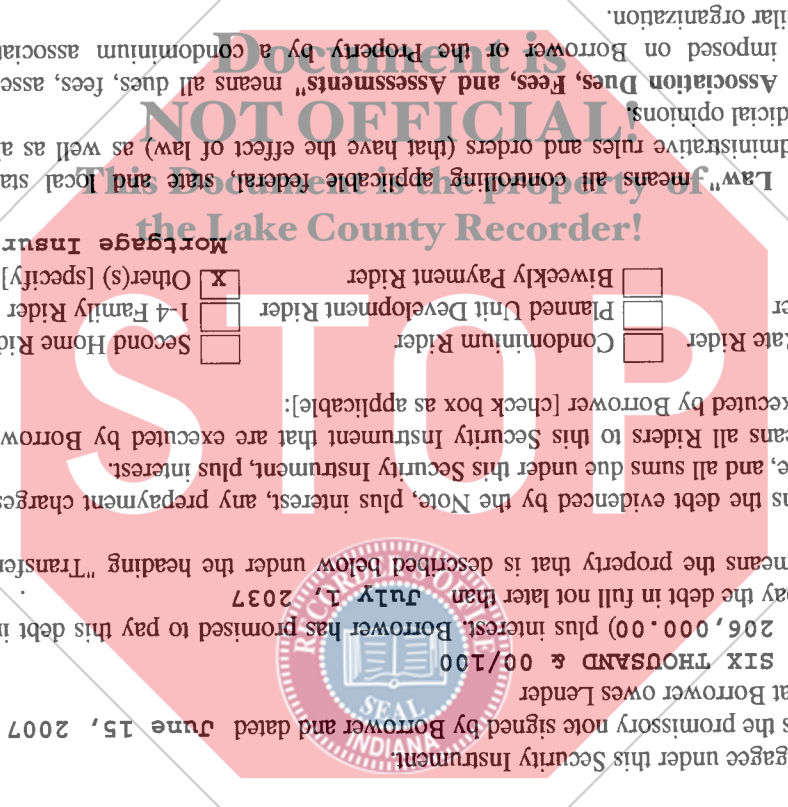 gagee under this Security Instrument.
s the promissory note signed by Borrower and dated June 15, 2007
at Borrower owes Lender
SIX THOUSAND & 00/100
206,000.00) plus interest. Borrower has promised to pay this debt in
ay the debt in full not later than July 1, 2037 .
means the property that is described below under the heading "Transfer
ns the debt evidenced by the Note, plus interest, any prepayment charges
e, and all sums due under this Security Instrument, plus interest.
eans all Riders to this Security Instrument that are executed by Borrow
xecuted by Borrower [check box as applicable]:
Rate Rider Condominium Rider Second Home Rid
er Planned Unit Development Rider 1-4 Family Rider
Biweekly Payment Rider X Other(s) [specify]
Mortgage Insur
Law" means all controlling applicable federal, state and local sta
dministrative rules and orders (that have the effect of law) as well as a
dicial opinions.
Association Dues, Fees, and Assessments" means all dues, fees, asse
imposed on Borrower or the Property by a condominium associat
ilar organization.
Document is
NOT OFFICIAL!
This Document is the property of
the Lake County Recorder!
STOP
RECORDER'S OFFICE
SEAL
INDIANA